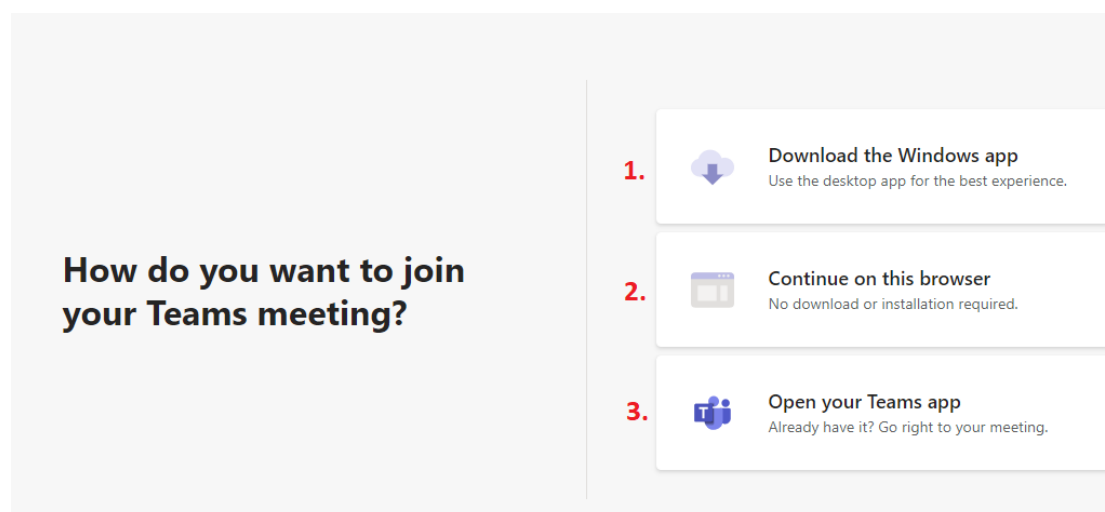 How do you want to join
your Teams meeting?
1.
Download the Windows app
Use the desktop app for the best experience.
2.
Continue on this browser
No download or installation required.
3.
T
Open your Teams app
Already have it? Go right to your meeting.